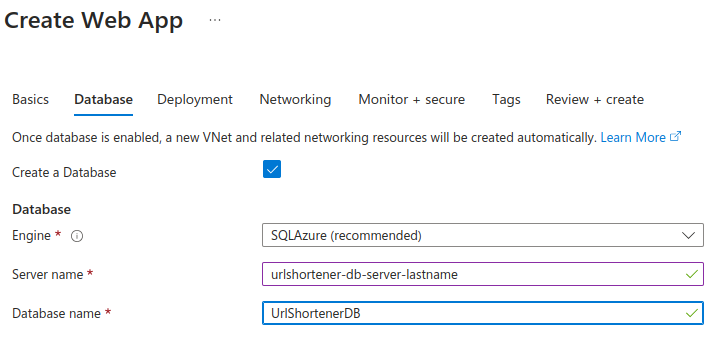 Create Web App ...
Basics Database Deployment Networking Monitor + secure Tags Review + create
Once database is enabled, a new VNet and related networking resources will be created automatically. Learn More
Create a Database
Database
Engine * SQLAzure (recommended)
Server name * urlshortener-db-server-lastname
Database name * UrlShortenerDB